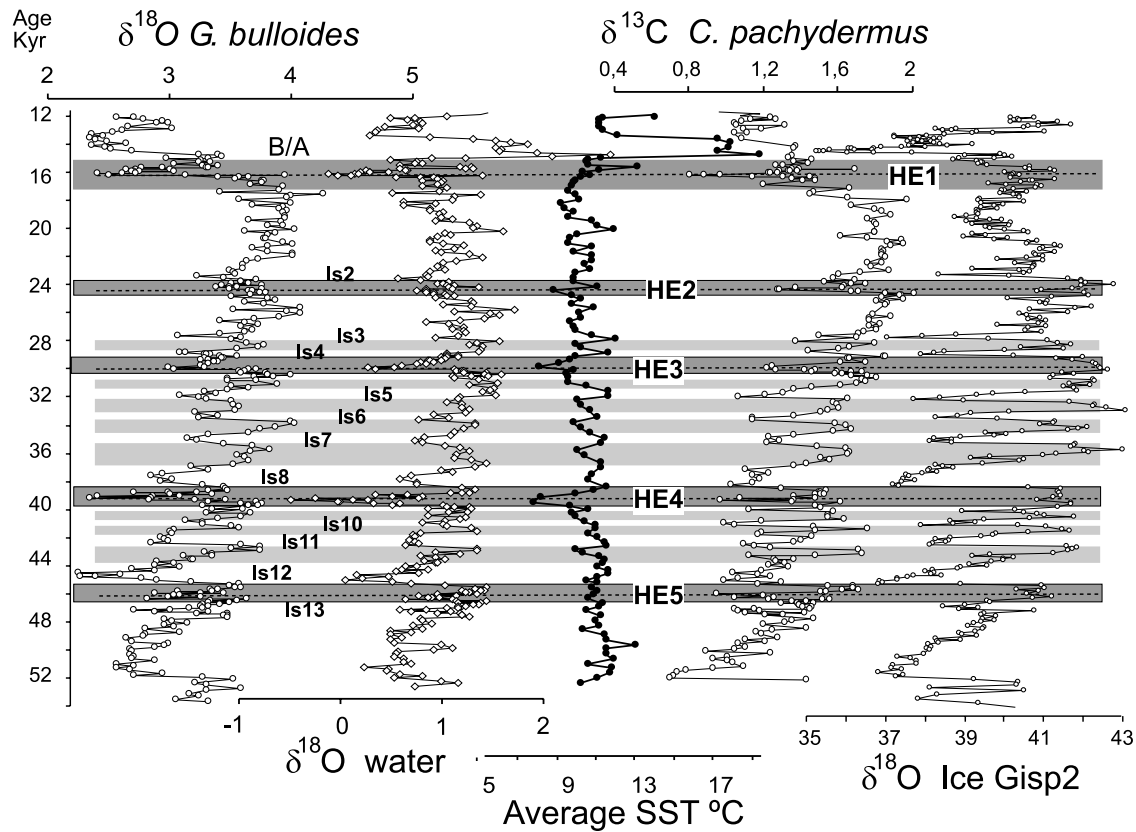 Age
Kyr
δ18O G. bulloides
δ13C C. pachydermus
2 3 4 5
0,4 0,8 1,2 1,6 2
12
B/A
16
HE1
20
Is2
24
HE2
Is3
28
Is4
HE3
Is5
32
Is6
Is7
36
Is8
HE4
40
Is10
Is11
44
Is12
HE5
Is13
48
52
-1 0 1 2
35 37 39 41 43
δ18O water
5 9 13 17
δ18O Ice Gisp2
Average SST ºC